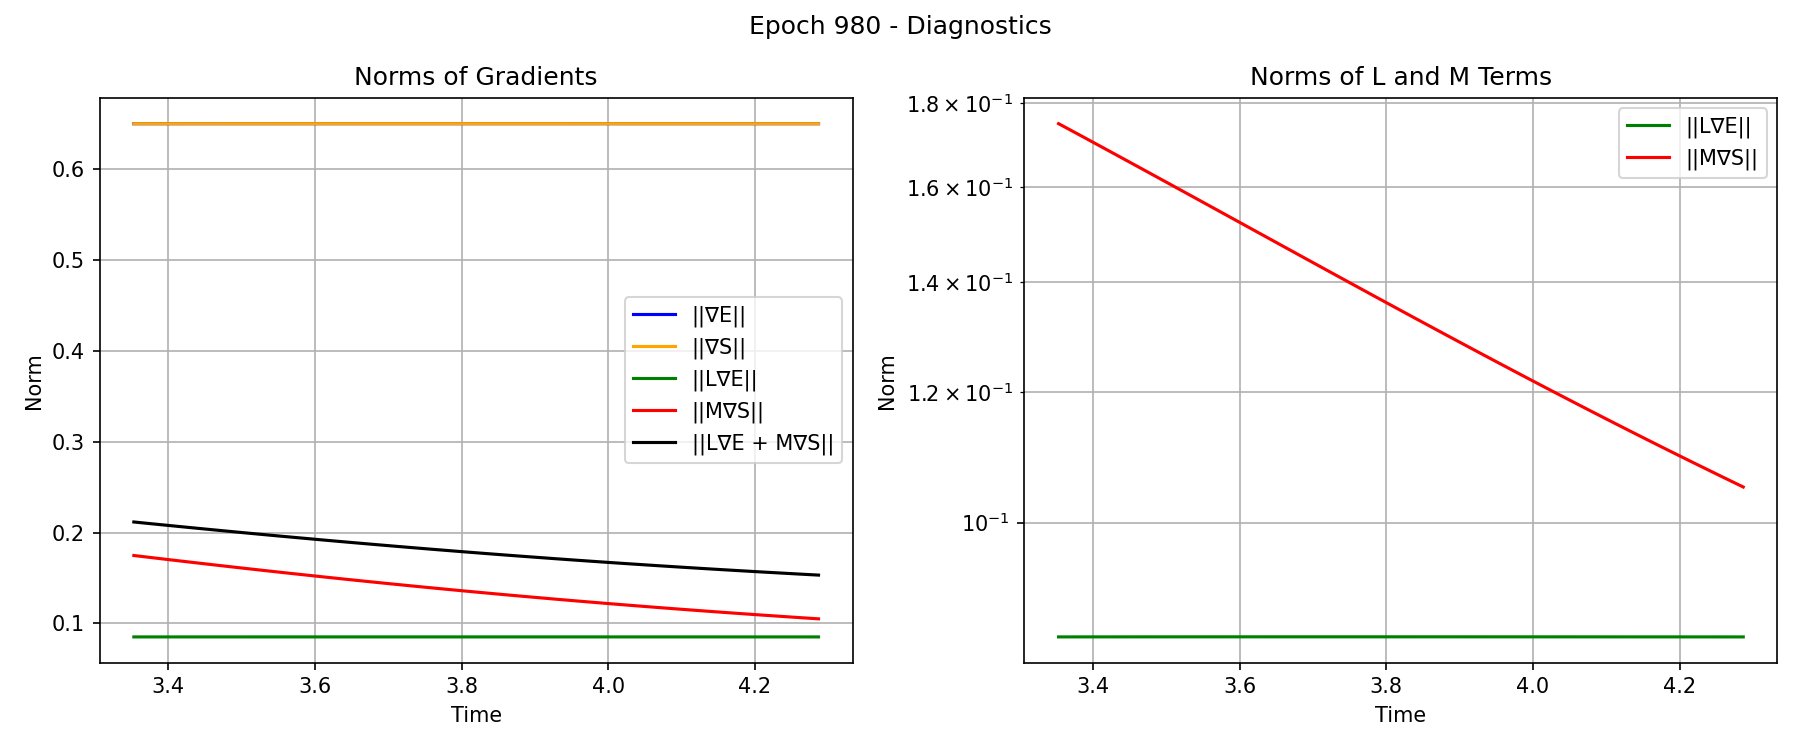 Epoch 980 - Diagnostics
Norms of Gradients
0.6
0.5
0.4
0.3
0.2
0.1
Norm
3.4 3.6 3.8 4.0 4.2
Time
||∇E||
||∇S||
||L∇E||
||M∇S||
||L∇E + M∇S||
Norms of L and M Terms
1.8 × 10⁻¹
1.6 × 10⁻¹
1.4 × 10⁻¹
1.2 × 10⁻¹
10⁻¹
Norm
3.4 3.6 3.8 4.0 4.2
Time
||L∇E||
||M∇S||